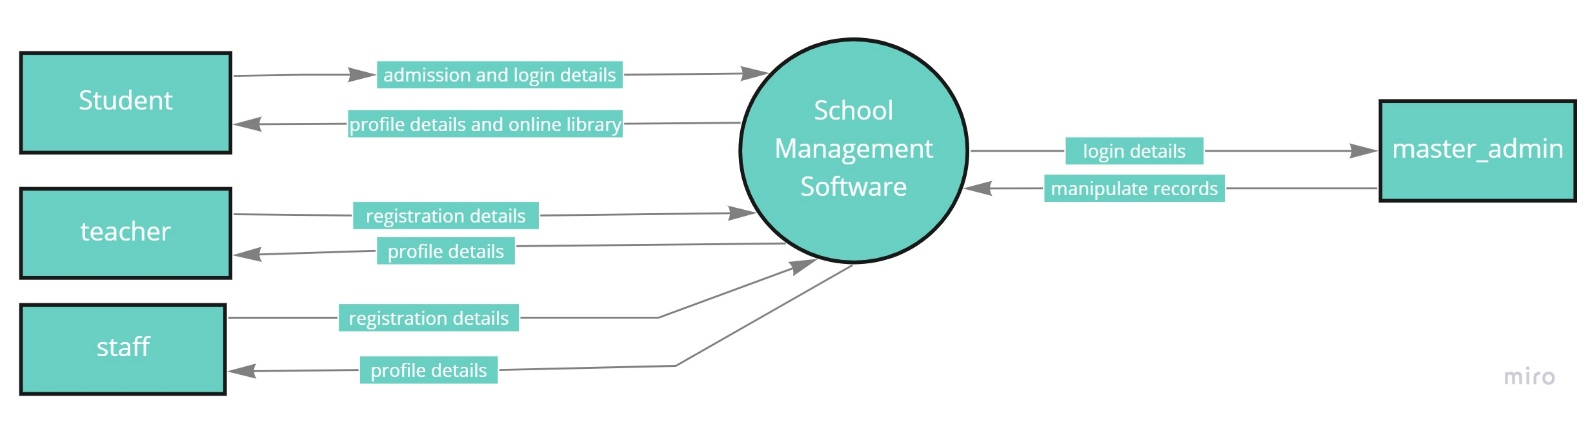 Student
admission and login details
profile details and online library
teacher
registration details
profile details
staff
registration details
profile details
School
Management
Software
login details
manipulate records
master_admin
miro